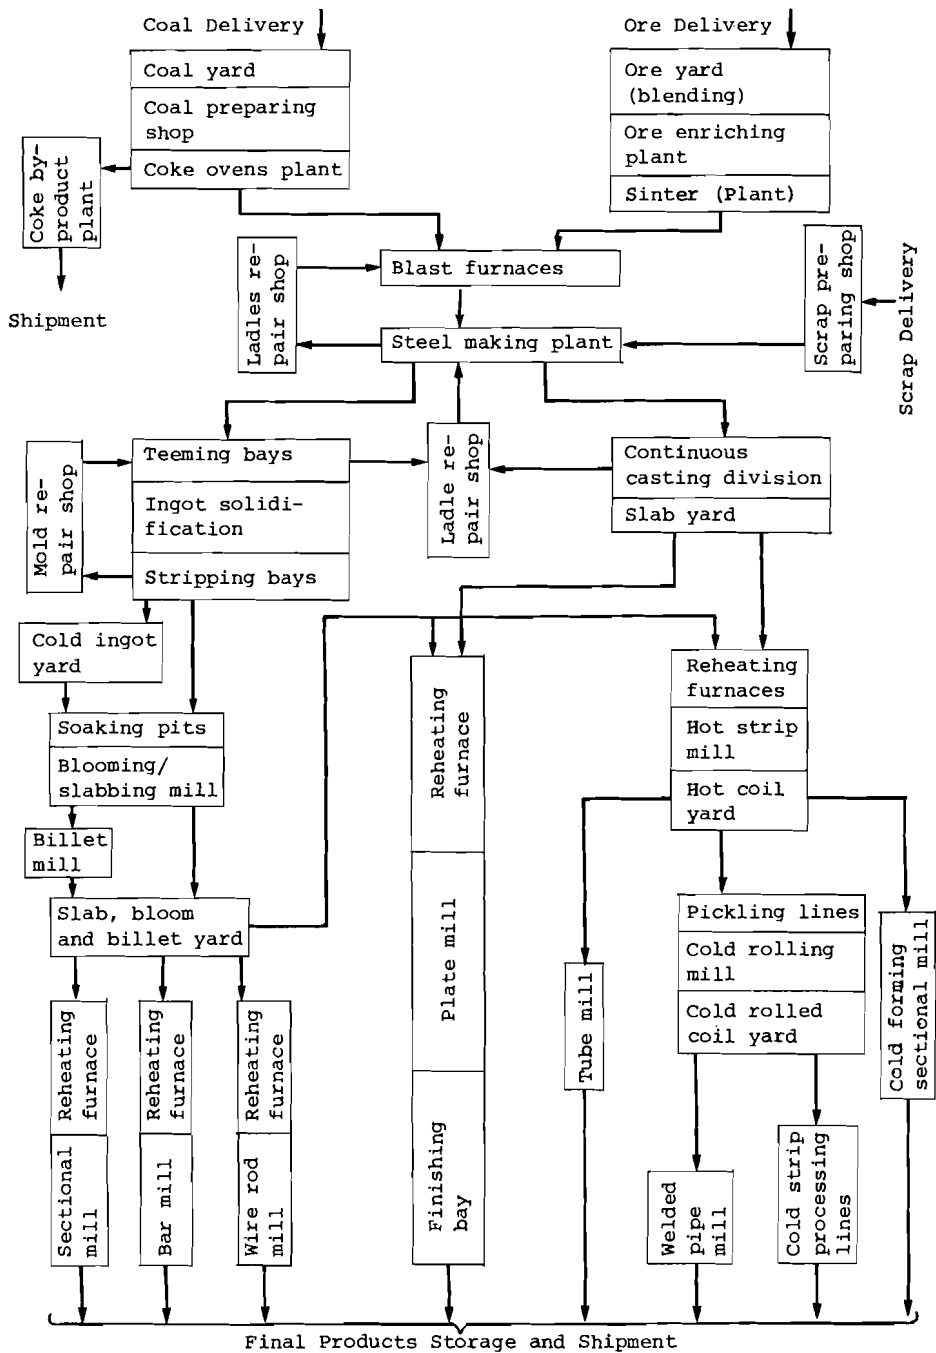 Coal Delivery
Ore Delivery
Coal yard
Coal preparing
shop
Coke ovens plant
Ore yard
(blending)
Ore enriching
plant
Sinter (Plant)
Coke by-
product
plant
Shipment
Ladles re-
pair shop
Blast furnaces
Steel making plant
Scrap pre-
paring shop
Scrap Delivery
Mold re-
pair shop
Teeming bays
Ingot solidi-
fication
Stripping bays
Ladle re-
pair shop
Continuous
casting division
Slab yard
Cold ingot
yard
Soaking pits
Blooming/
slabbing mill
Billet
mill
Slab, bloom
and billet yard
Reheating
furnace
Sectional
mill
Reheating
furnace
Bar mill
Reheating
furnace
Wire rod
mill
Reheating
furnace
Plate mill
Finishing
bay
Reheating
furnaces
Hot strip
mill
Hot coil
yard
Tube mill
Pickling lines
Cold rolling
mill
Cold rolled
coil yard
Cold forming
sectional mill
Welded
pipe
mill
Cold strip
processing
lines
Final Products Storage and Shipment